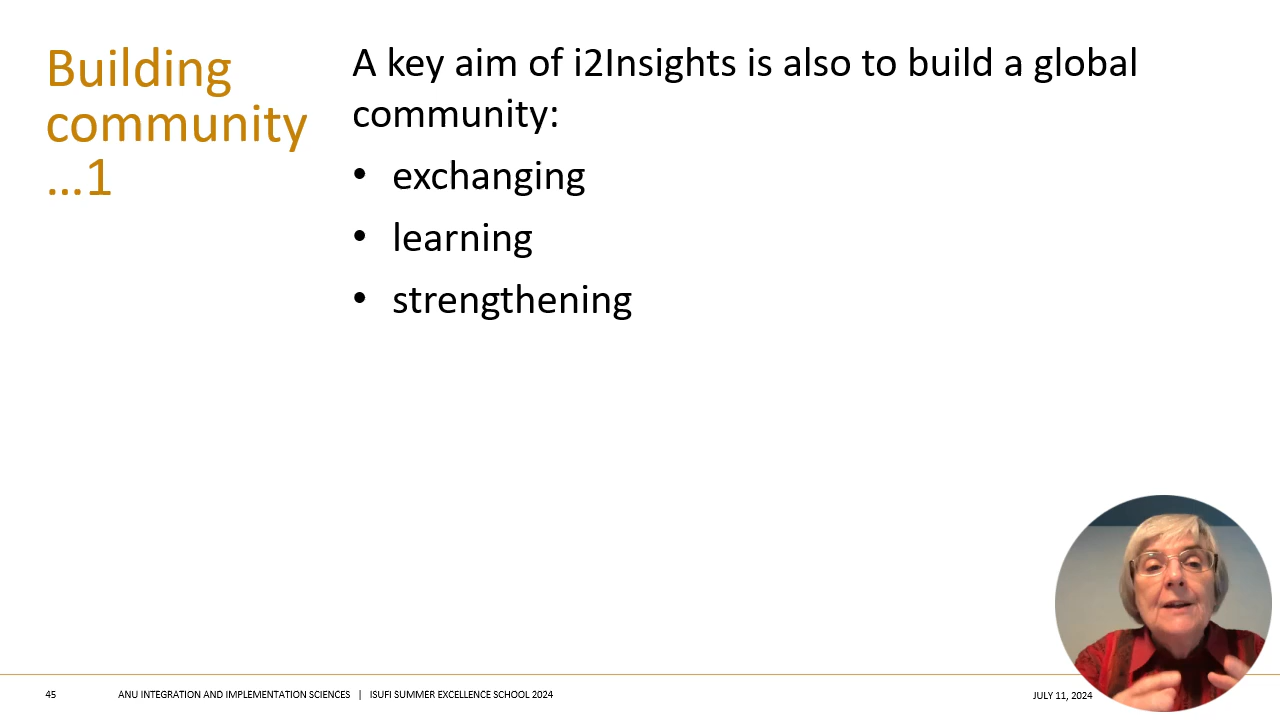 Building
community
...1
A key aim of i2Insights is also to build a global
community:
• exchanging
• learning
• strengthening
45
ANU INTEGRATION AND IMPLEMENTATION SCIENCES | ISUFI SUMMER EXCELLENCE SCHOOL 2024
JULY 11, 2024